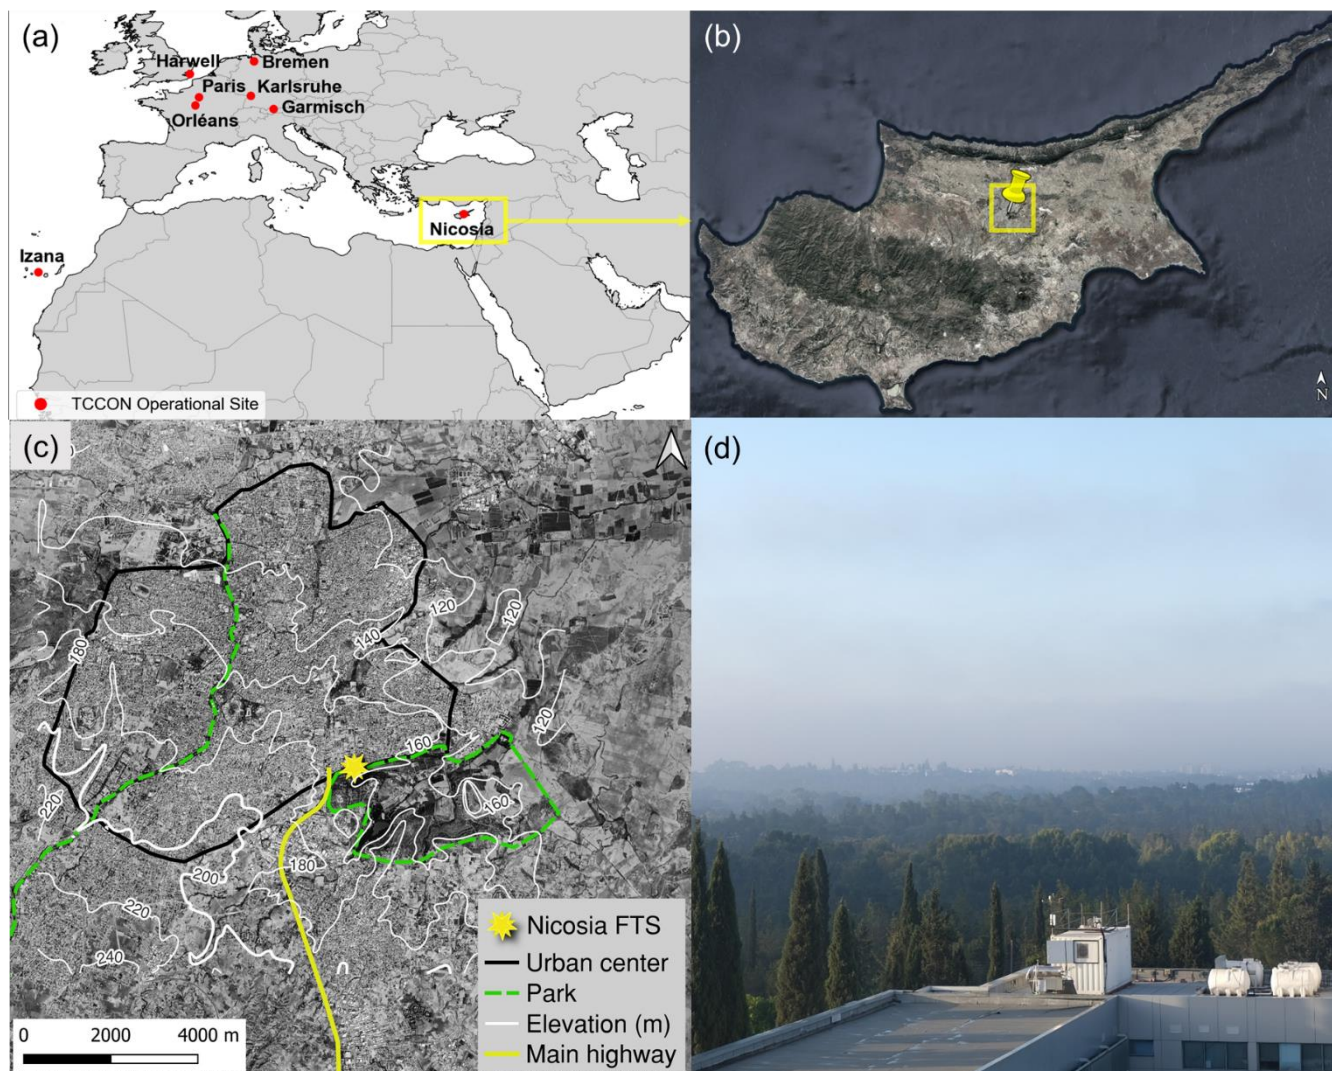 (a)
Harwell
Bremen
Paris
Karlsruhe
Orléans
Garmisch
Nicosia
Izana
TCCON Operational Site
(b)
N
(c)
180
140
120
120
120
160
160
220
200
180
220
240
Nicosia FTS
Urban center
Park
Elevation (m)
Main highway
0 2000 4000 m
(d)